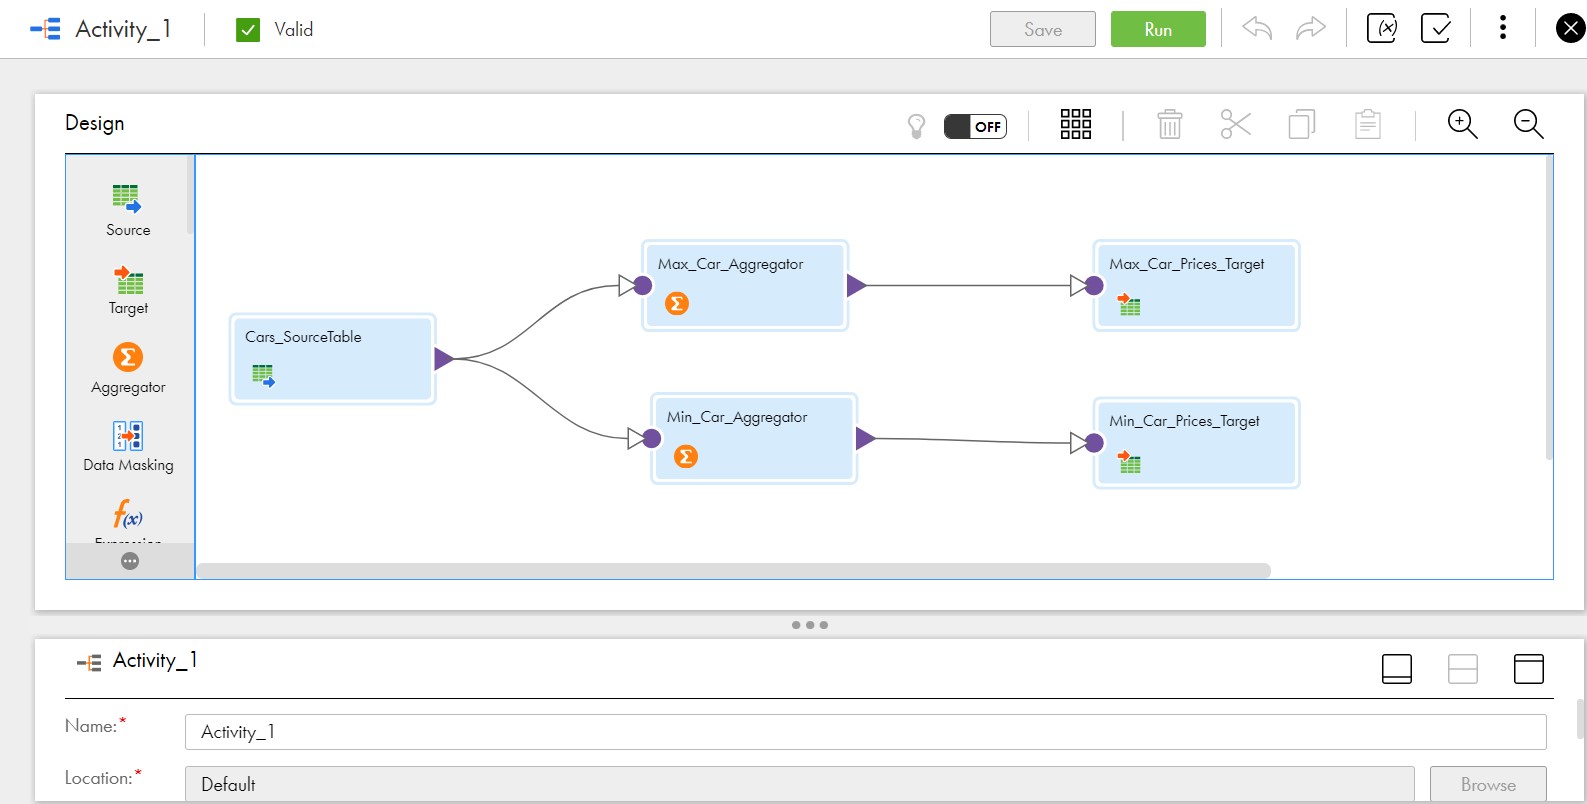 Activity_1
Valid
Save
Run
Design
OFF
Source
Target
Aggregator
Data Masking
Expression
Cars_SourceTable
Max_Car_Aggregator
Max_Car_Prices_Target
Min_Car_Aggregator
Min_Car_Prices_Target
Activity_1
Name:*
Activity_1
Location:*
Default
Browse